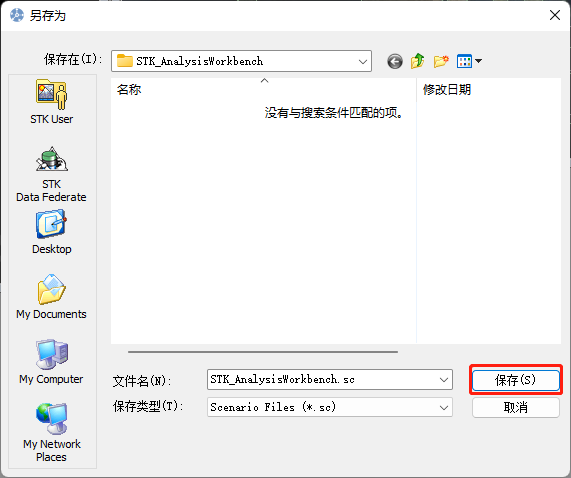 另存为
保存在(I):
STK_AnalysisWorkbench
STK User
STK
Data Federate
Desktop
My Documents
My Computer
My Network
Places
名称
修改日期
没有与搜索条件匹配的项。
文件名(N):
STK_AnalysisWorkbench.sc
保存(S)
保存类型(T):
Scenario Files (*.sc)
取消